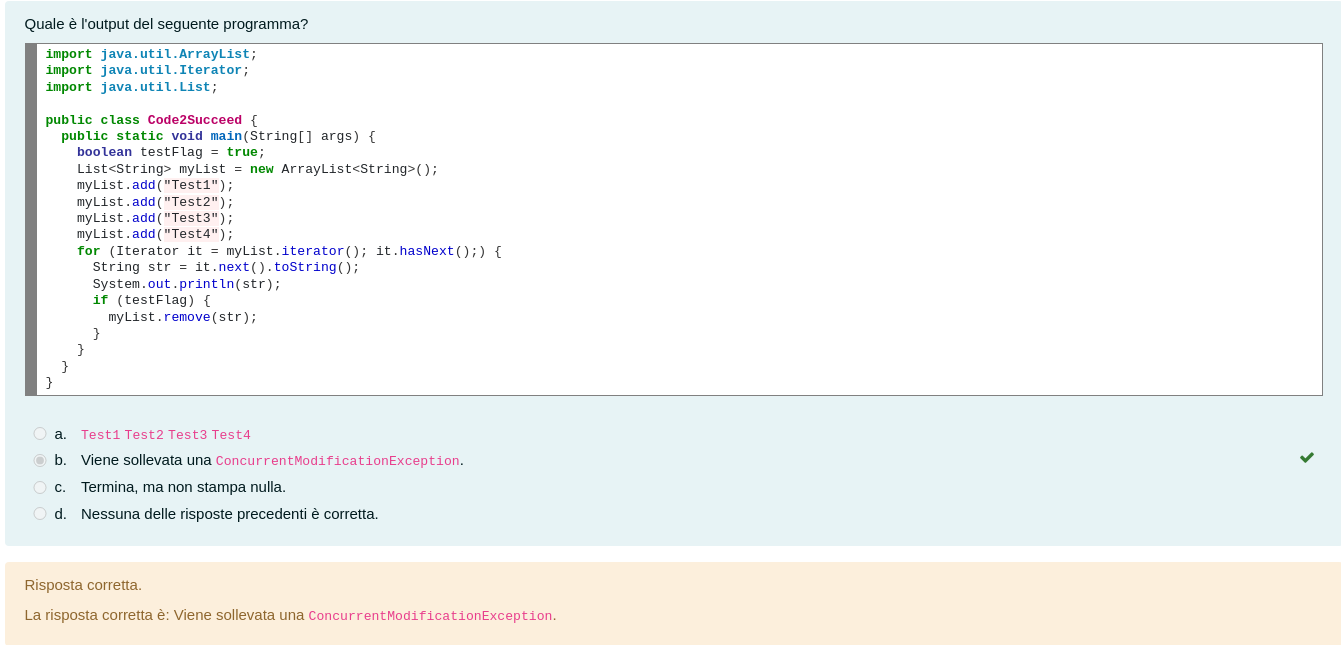 Quale è l'output del seguente programma?
import java.util.ArrayList;
import java.util.Iterator;
import java.util.List;

public class Code2Succeed {
  public static void main(String[] args) {
    boolean testFlag = true;
    List<String> myList = new ArrayList<String>();
    myList.add("Test1");
    myList.add("Test2");
    myList.add("Test3");
    myList.add("Test4");
    for (Iterator it = myList.iterator(); it.hasNext();) {
      String str = it.next().toString();
      System.out.println(str);
      if (testFlag) {
        myList.remove(str);
      }
    }
  }
}
a. Test1 Test2 Test3 Test4
b. Viene sollevata una ConcurrentModificationException.
c. Termina, ma non stampa nulla.
d. Nessuna delle risposte precedenti è corretta.
Risposta corretta.
La risposta corretta è: Viene sollevata una ConcurrentModificationException.